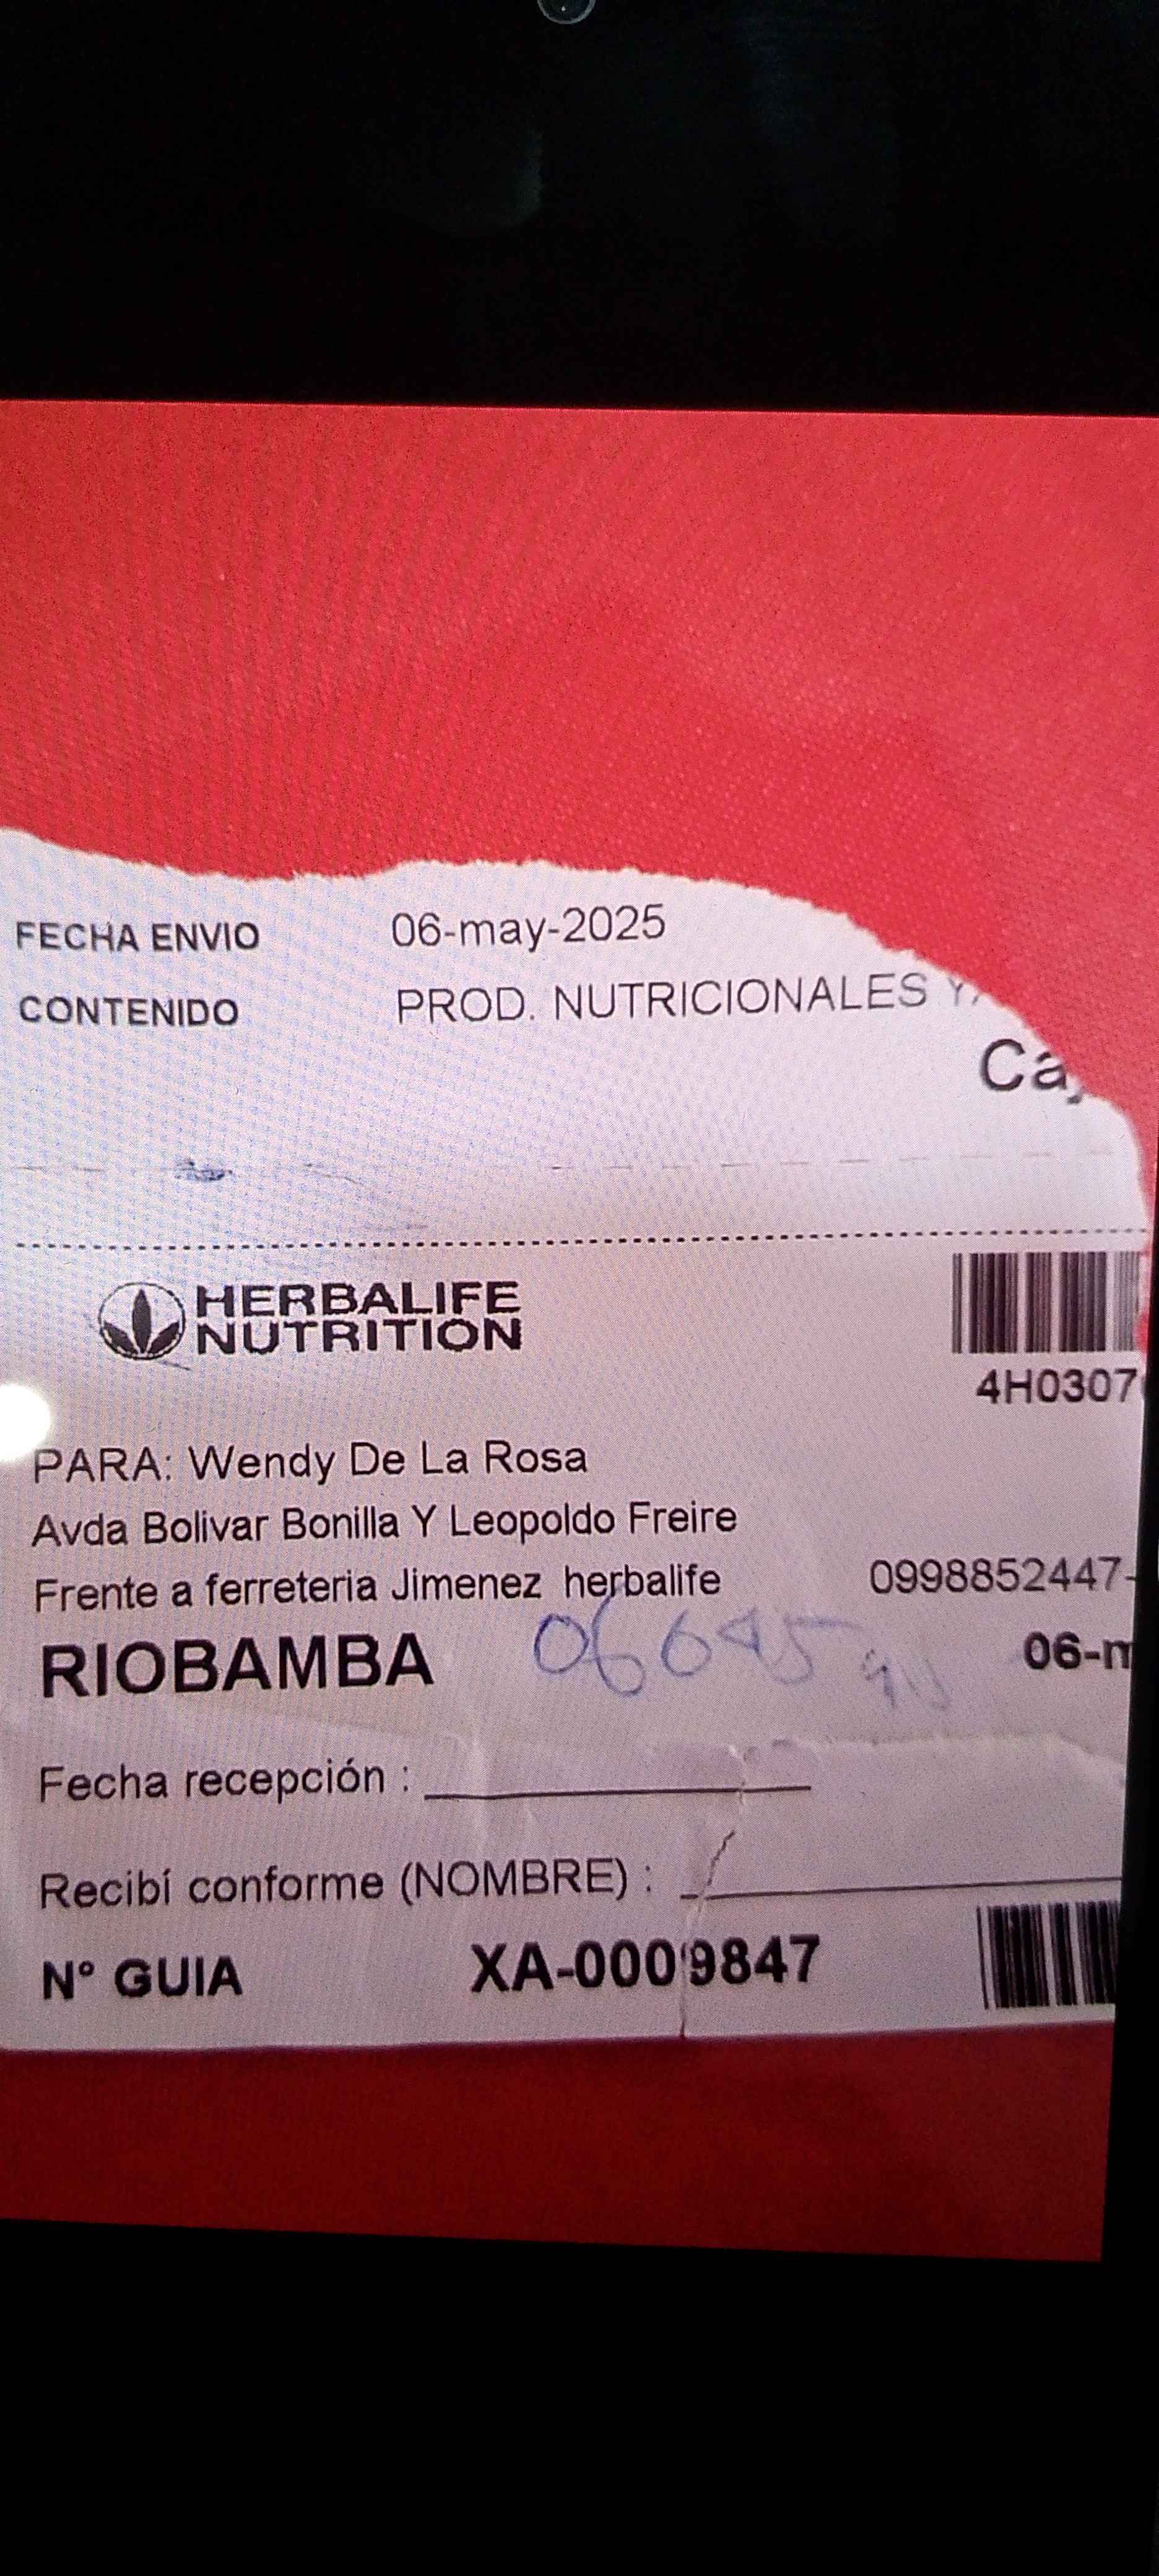 FECHA ENVIO 06-may-2025
CONTENIDO PROD. NUTRICIONALES Y
HERBALIFE
NUTRITION
4H0307
PARA: Wendy De La Rosa
Avda Bolivar Bonilla Y Leopoldo Freire
Frente a ferreteria Jimenez herbalife 0998852447-
RIOBAMBA 06-m
Fecha recepción :
Recibí conforme (NOMBRE) :
N° GUIA XA-0009847